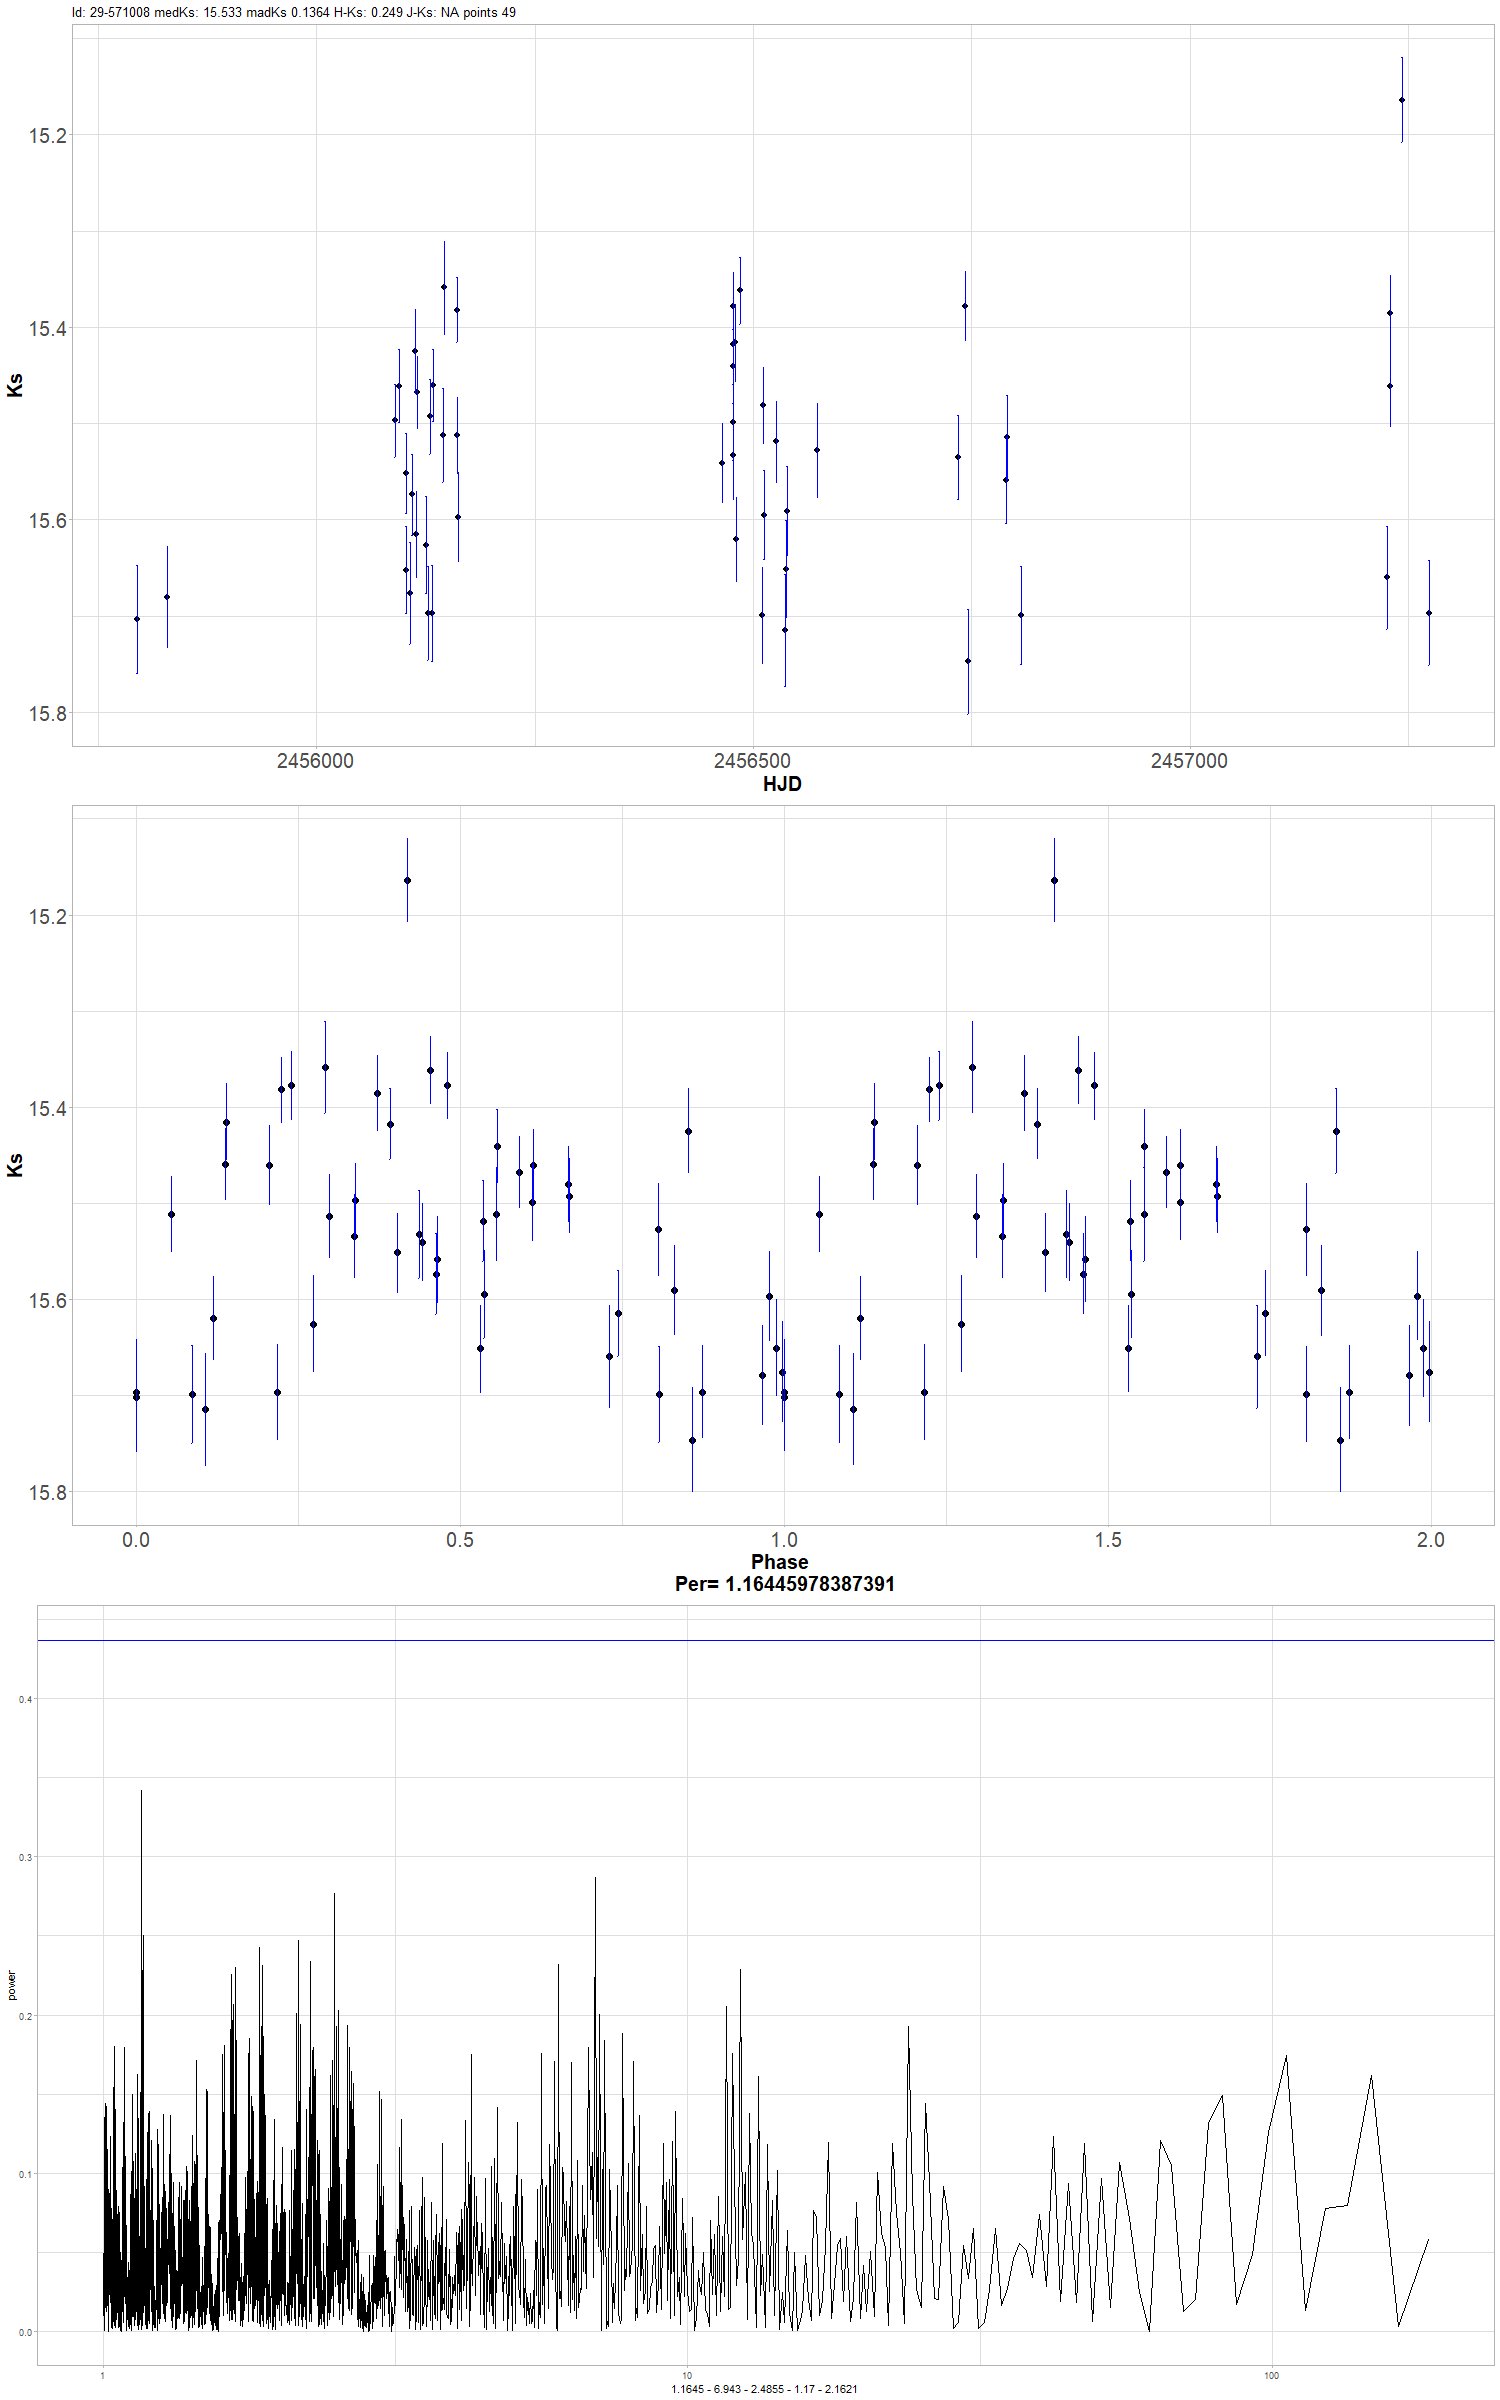 Id: 29-571008 medKs: 15.533 madKs 0.1364 H-Ks: 0.249 J-Ks: NA points 49
15.2
15.4
Ks
15.6
15.8
2456000 2456500 2457000
HJD
15.2
15.4
Ks
15.6
15.8
0.0 0.5 1.0 1.5 2.0
Phase
Per= 1.16445978387391
0.4
0.3
power
0.2
0.1
0.0
1 10 100
1.1645 - 6.943 - 2.4855 - 1.17 - 2.1621